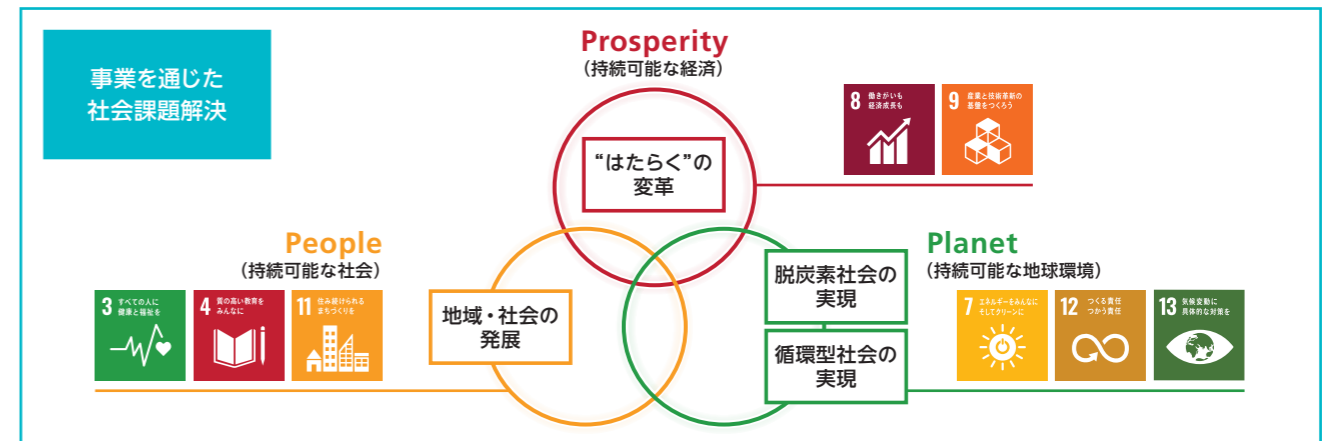 事業を通じた
社会課題解決
Prosperity
(持続可能な経済)
“はたらく”の
変革
8 働きがいも
経済成長も
9 産業と技術革新の
基盤をつくろう
People
(持続可能な社会)
3 すべての人に
健康と福祉を
4 質の高い教育を
みんなに
11 住み続けられる
まちづくりを
地域・社会の
発展
Planet
(持続可能な地球環境)
脱炭素社会の
実現
循環型社会の
実現
7 エネルギーをみんなに
そしてクリーンに
12 つくる責任
つかう責任
13 気候変動に
具体的な対策を